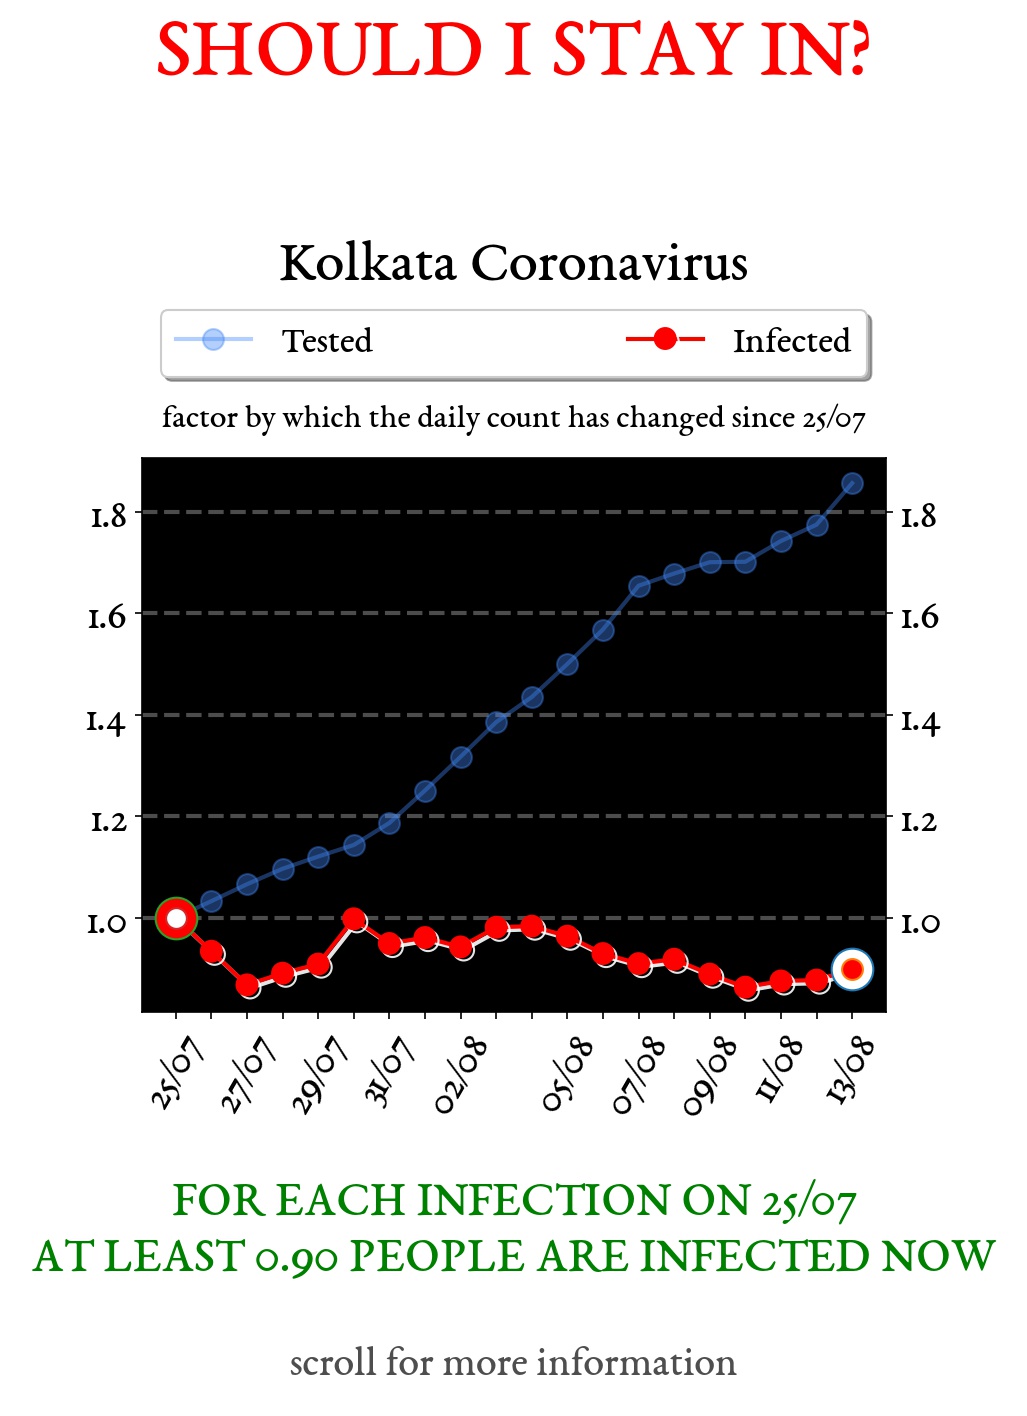 SHOULD I STAY IN?
Kolkata Coronavirus
Tested Infected
factor by which the daily count has changed since 25/07
1.8 1.8
1.6 1.6
1.4 1.4
1.2 1.2
1.0 1.0
25/07 27/07 29/07 31/07 02/08 05/08 07/08 09/08 11/08 13/08
FOR EACH INFECTION ON 25/07
AT LEAST 0.90 PEOPLE ARE INFECTED NOW
scroll for more information